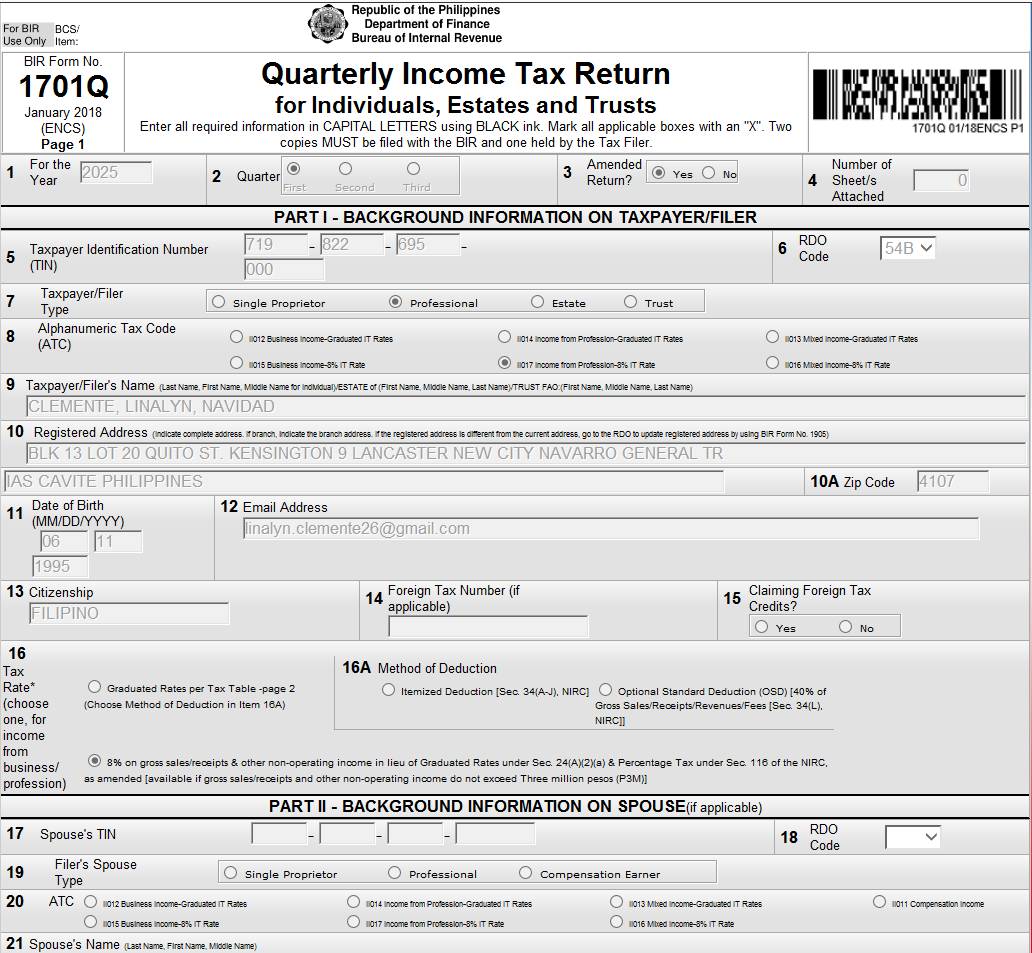 Republic of the Philippines
Department of Finance
Bureau of Internal Revenue
For BIR Use Only
BCS/ Item:
BIR Form No.
1701Q
January 2018
(ENCS)
Page 1
Quarterly Income Tax Return
for Individuals, Estates and Trusts
Enter all required information in CAPITAL LETTERS using BLACK ink. Mark all applicable boxes with an "X". Two
copies MUST be filed with the BIR and one held by the Tax Filer.
1701Q 01/18ENCS P1
1 For the Year 2025
2 Quarter First Second Third
3 Amended Return? Yes No
4 Number of Sheet/s Attached 0
PART I - BACKGROUND INFORMATION ON TAXPAYER/FILER
5 Taxpayer Identification Number (TIN) 719 - 822 - 695 - 000
6 RDO Code 54B
7 Taxpayer/Filer Type Single Proprietor Professional Estate Trust
8 Alphanumeric Tax Code (ATC)
II012 Business Income-Graduated IT Rates II014 Income from Profession-Graduated IT Rates II013 Mixed Income-Graduated IT Rates
II015 Business Income-8% IT Rate II017 Income from Profession-8% IT Rate II016 Mixed Income-8% IT Rate
9 Taxpayer/Filer's Name (Last Name, First Name, Middle Name for Individual)/ESTATE of (First Name, Middle Name, Last Name)/TRUST FAO:(First Name, Middle Name, Last Name)
CLEMENTE, LINALYN, NAVIDAD
10 Registered Address (Indicate complete address. If branch, indicate the branch address. If the registered address is different from the current address, go to the RDO to update registered address by using BIR Form No. 1905)
BLK 13 LOT 20 QUITO ST. KENSINGTON 9 LANCASTER NEW CITY NAVARRO GENERAL TR
IAS CAVITE PHILIPPINES
10A Zip Code 4107
11 Date of Birth (MM/DD/YYYY)
06 11
1995
12 Email Address
linalyn.clemente26@gmail.com
13 Citizenship
FILIPINO
14 Foreign Tax Number (if applicable)
15 Claiming Foreign Tax Credits?
Yes No
16 Tax Rate* (choose one, for income from business/ profession)
Graduated Rates per Tax Table -page 2
(Choose Method of Deduction in Item 16A)
16A Method of Deduction
Itemized Deduction [Sec. 34(A-J), NIRC]
Optional Standard Deduction (OSD) [40% of
Gross Sales/Receipts/Revenues/Fees [Sec. 34(L),
NIRC]]
8% on gross sales/receipts & other non-operating income in lieu of Graduated Rates under Sec. 24(A)(2)(a) & Percentage Tax under Sec. 116 of the NIRC,
as amended [available if gross sales/receipts and other non-operating income do not exceed Three million pesos (P3M)]
PART II - BACKGROUND INFORMATION ON SPOUSE(if applicable)
17 Spouse's TIN - - -
18 RDO Code
19 Filer's Spouse Type Single Proprietor Professional Compensation Earner
20 ATC II012 Business Income-Graduated IT Rates II014 Income from Profession-Graduated IT Rates II013 Mixed Income-Graduated IT Rates II011 Compensation Income
II015 Business Income-8% IT Rate II017 Income from Profession-8% IT Rate II016 Mixed Income-8% IT Rate
21 Spouse's Name (Last Name, First Name, Middle Name)